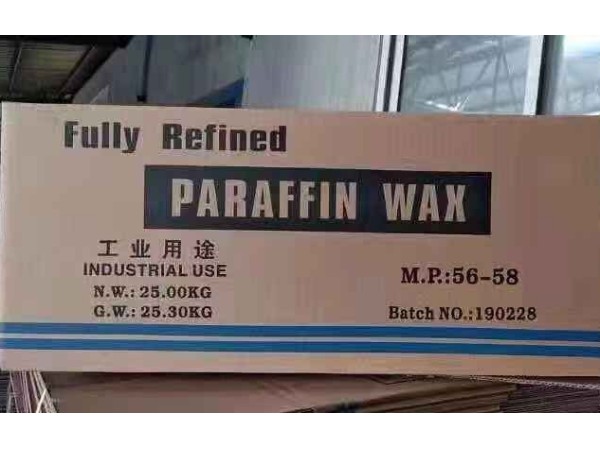 Fully Refined
PARAFFIN WAX
工业用途
INDUSTRIAL USE
N.W.: 25.00KG
G.W.: 25.30KG
M.P.:56-58
Batch NO.:190228